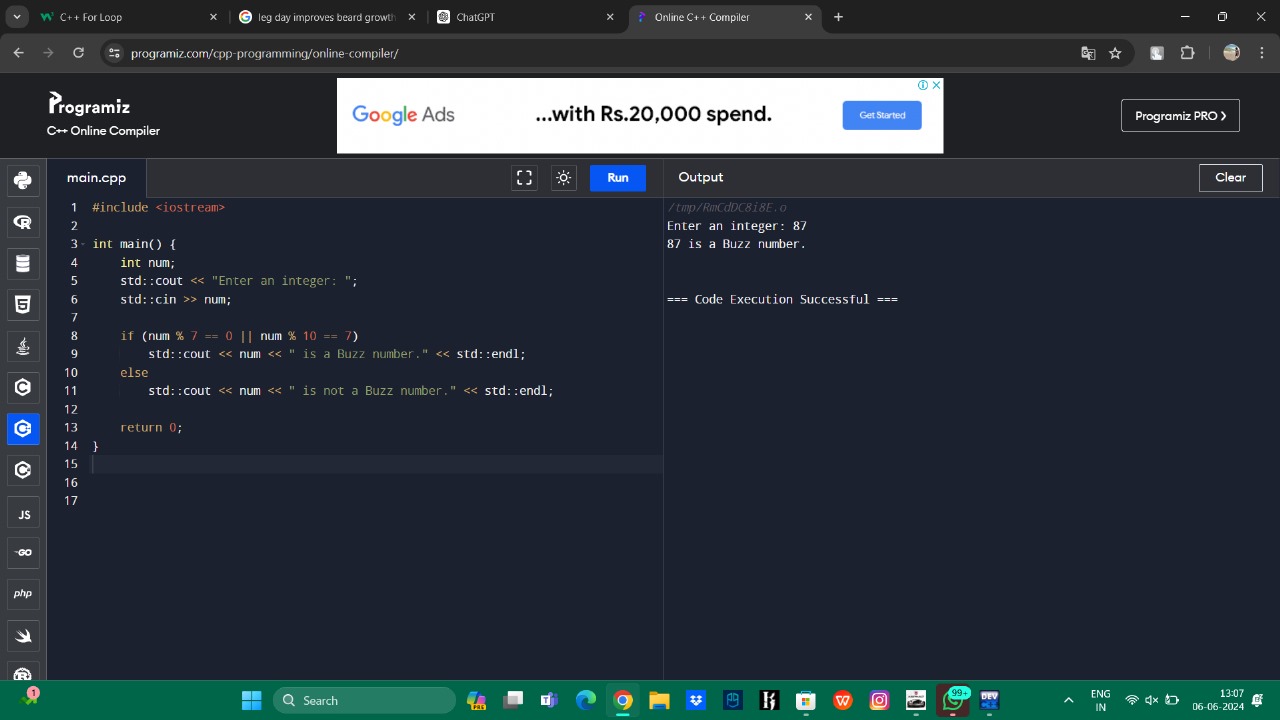 C++ For Loop
leg day improves beard growth
ChatGPT
Online C++ Compiler
programiz.com/cpp-programming/online-compiler/
Programiz
C++ Online Compiler
Google Ads
...with Rs.20,000 spend.
Get Started
Programiz PRO
main.cpp
Run
Output
Clear
1 #include <iostream>
2
3 int main() {
4 int num;
5 std::cout << "Enter an integer: ";
6 std::cin >> num;
7
8 if (num % 7 == 0 || num % 10 == 7)
9 std::cout << num << " is a Buzz number." << std::endl;
10 else
11 std::cout << num << " is not a Buzz number." << std::endl;
12
13 return 0;
14 }
15
16
17
/tmp/RmCdDC8i8E.o
Enter an integer: 87
87 is a Buzz number.
=== Code Execution Successful ===
JS
GO
php
1
Search
PRE
99+
DEV
ENG
IN
13:07
06-06-2024